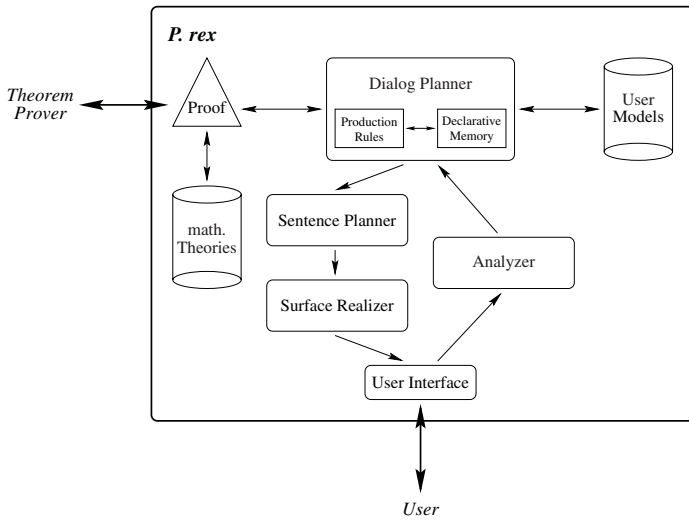 P. rex
Theorem
Prover
Proof
Dialog Planner
Production
Rules
Declarative
Memory
User
Models
math.
Theories
Sentence Planner
Analyzer
Surface Realizer
User Interface
User